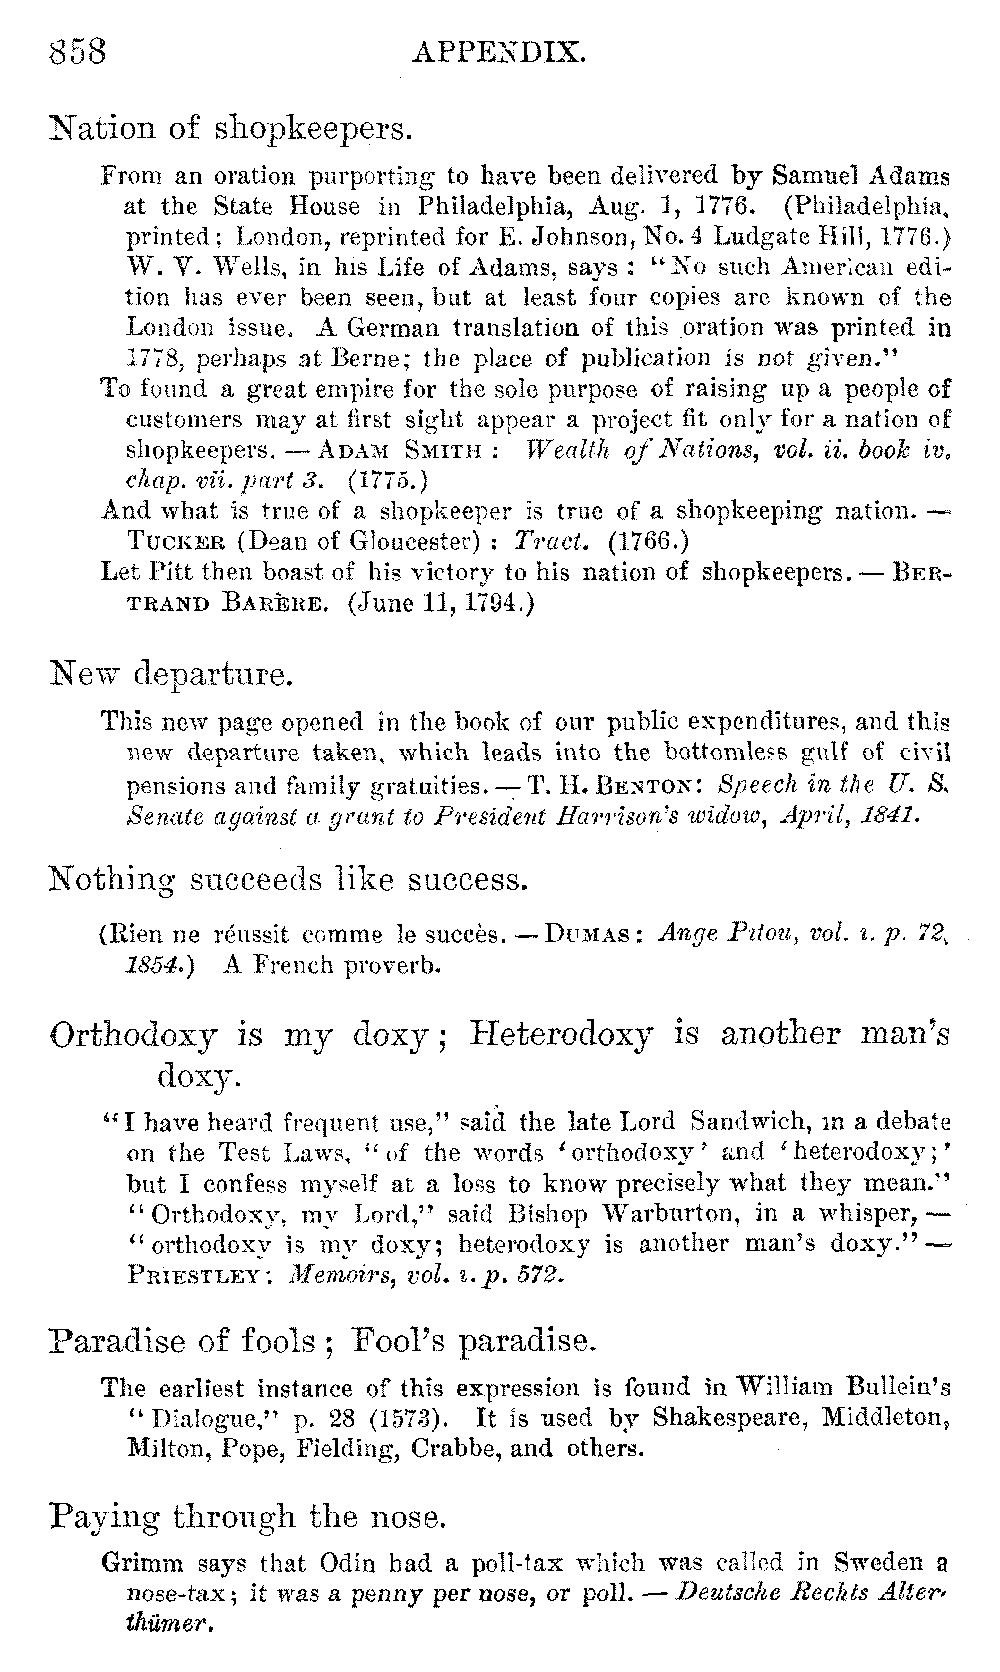 858 APPENDIX.
Nation of shopkeepers.
From an oration purporting to have been delivered by Samuel Adams
at the State House in Philadelphia, Aug. 1, 1776. (Philadelphia,
printed; London, reprinted for E. Johnson, No. 4 Ludgate Hill, 1776.)
W. V. Wells, in his Life of Adams, says : "No such American edi-
tion has ever been seen, but at least four copies are known of the
London issue. A German translation of this oration was printed in
1778, perhaps at Berne; the place of publication is not given."
To found a great empire for the sole purpose of raising up a people of
customers may at first sight appear a project fit only for a nation of
shopkeepers. — ADAM SMITH : Wealth of Nations, vol. ii. book iv.
chap. vii. part 3. (1775.)
And what is true of a shopkeeper is true of a shopkeeping nation. —
TUCKER (Dean of Gloucester) : Tract. (1766.)
Let Pitt then boast of his victory to his nation of shopkeepers. — BER-
TRAND BARÈRE. (June 11, 1794.)
New departure.
This new page opened in the book of our public expenditures, and this
new departure taken, which leads into the bottomless gulf of civil
pensions and family gratuities. — T. H. BENTON: Speech in the U. S.
Senate against a grant to President Harrison's widow, April, 1841.
Nothing succeeds like success.
(Rien ne réussit comme le succès. — DUMAS: Ange Pitou, vol. i. p. 72,
1854.) A French proverb.
Orthodoxy is my doxy; Heterodoxy is another man's
doxy.
"I have heard frequent use," said the late Lord Sandwich, in a debate
on the Test Laws, "of the words 'orthodoxy' and 'heterodoxy;'
but I confess myself at a loss to know precisely what they mean."
"Orthodoxy, my Lord," said Bishop Warburton, in a whisper, —
"orthodoxy is my doxy; heterodoxy is another man's doxy." —
PRIESTLEY: Memoirs, vol. i. p. 572.
Paradise of fools; Fool's paradise.
The earliest instance of this expression is found in William Bullein's
"Dialogue," p. 28 (1573). It is used by Shakespeare, Middleton,
Milton, Pope, Fielding, Crabbe, and others.
Paying through the nose.
Grimm says that Odin had a poll-tax which was called in Sweden a
nose-tax; it was a penny per nose, or poll. — Deutsche Rechts Alter-
thümer.